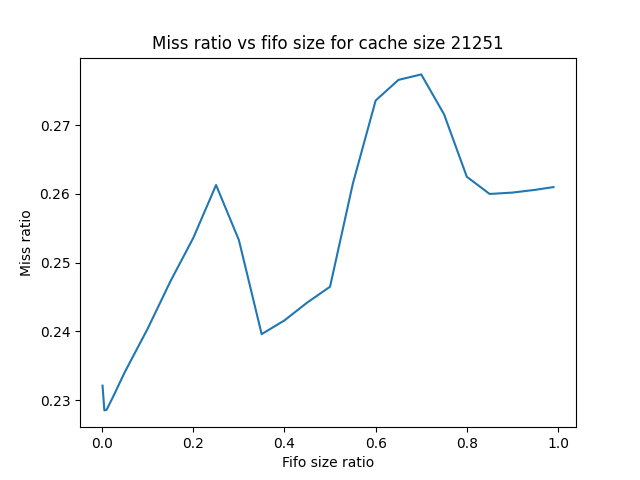 Miss ratio vs fifo size for cache size 21251
0.27
0.26
0.25
0.24
0.23
Miss ratio
0.0 0.2 0.4 0.6 0.8 1.0
Fifo size ratio